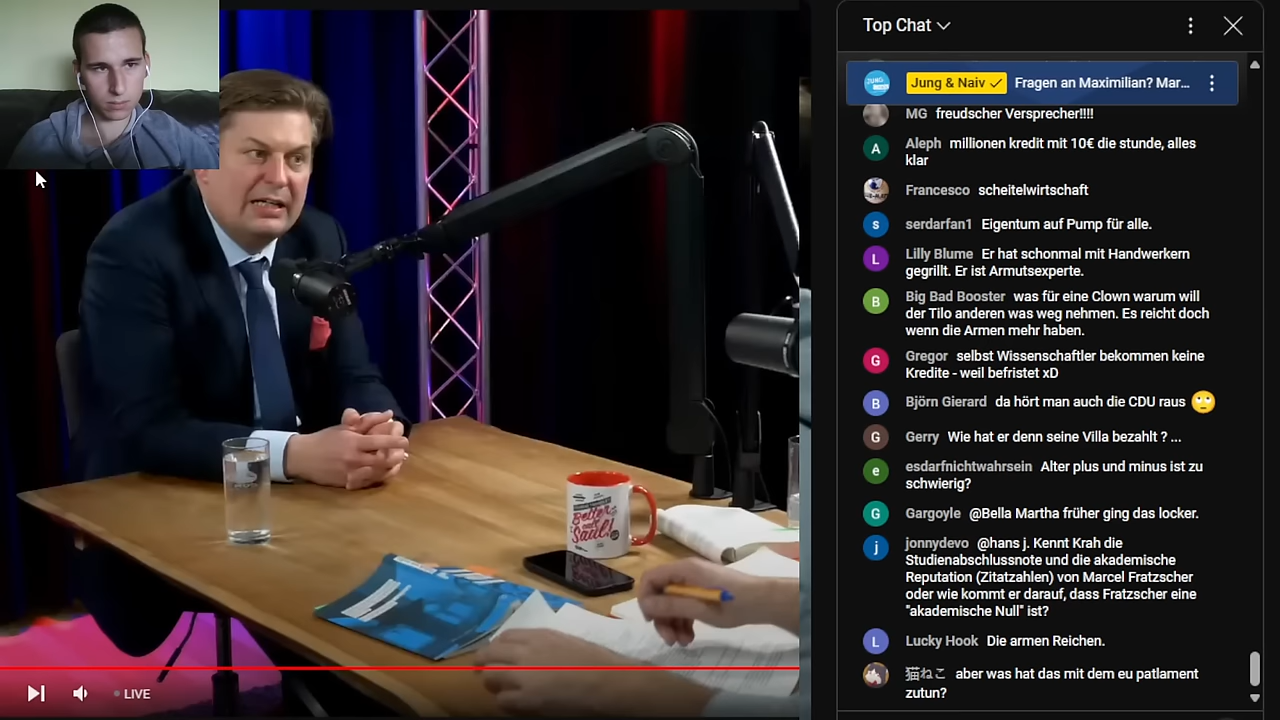 Top Chat
Jung & Naiv Fragen an Maximilian? Mar...
MG freudscher Versprecher!!!!
Aleph millionen kredit mit 10€ die stunde, alles
klar
Francesco scheitelwirtschaft
serdarfan1 Eigentum auf Pump für alle.
Lilly Blume Er hat schonmal mit Handwerkern
gegrillt. Er ist Armutsexperte.
Big Bad Booster was für eine Clown warum will
der Tilo anderen was weg nehmen. Es reicht doch
wenn die Armen mehr haben.
Gregor selbst Wissenschaftler bekommen keine
Kredite - weil befristet xD
Björn Gierard da hört man auch die CDU raus 🙄
Gerry Wie hat er denn seine Villa bezahlt ? ...
esdarfnichtwahrsein Alter plus und minus ist zu
schwierig?
Gargoyle @Bella Martha früher ging das locker.
jonnydevo @hans j. Kennt Krah die
Studienabschlussnote und die akademische
Reputation (Zitatzahlen) von Marcel Fratzscher
oder wie kommt er darauf, dass Fratzscher eine
"akademische Null" ist?
Lucky Hook Die armen Reichen.
猫ねこ aber was hat das mit dem eu patlament
zutun?
Better
Saul!
LIVE